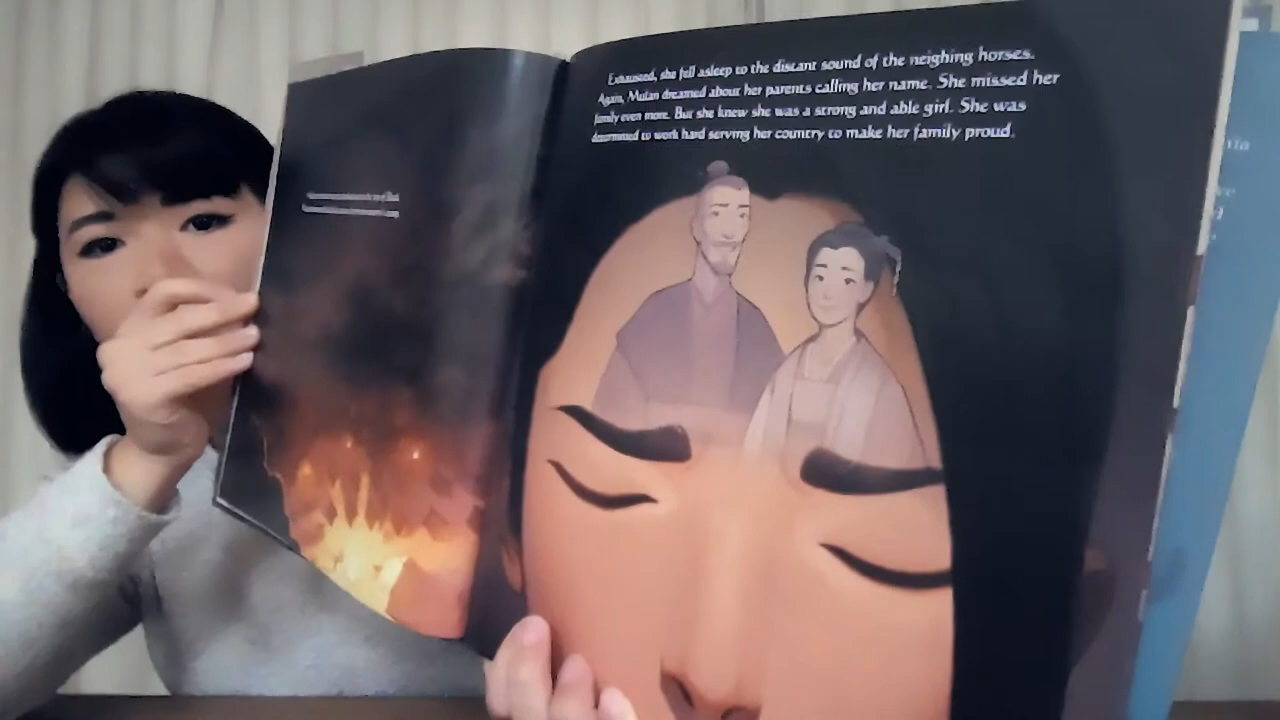 Exhausted, she fell asleep to the distant sound of the neighing horses.
Again, Mulan dreamed about her parents calling her name. She missed her
family even more. But she knew she was a strong and able girl. She was
determined to work hard serving her country to make her family proud.